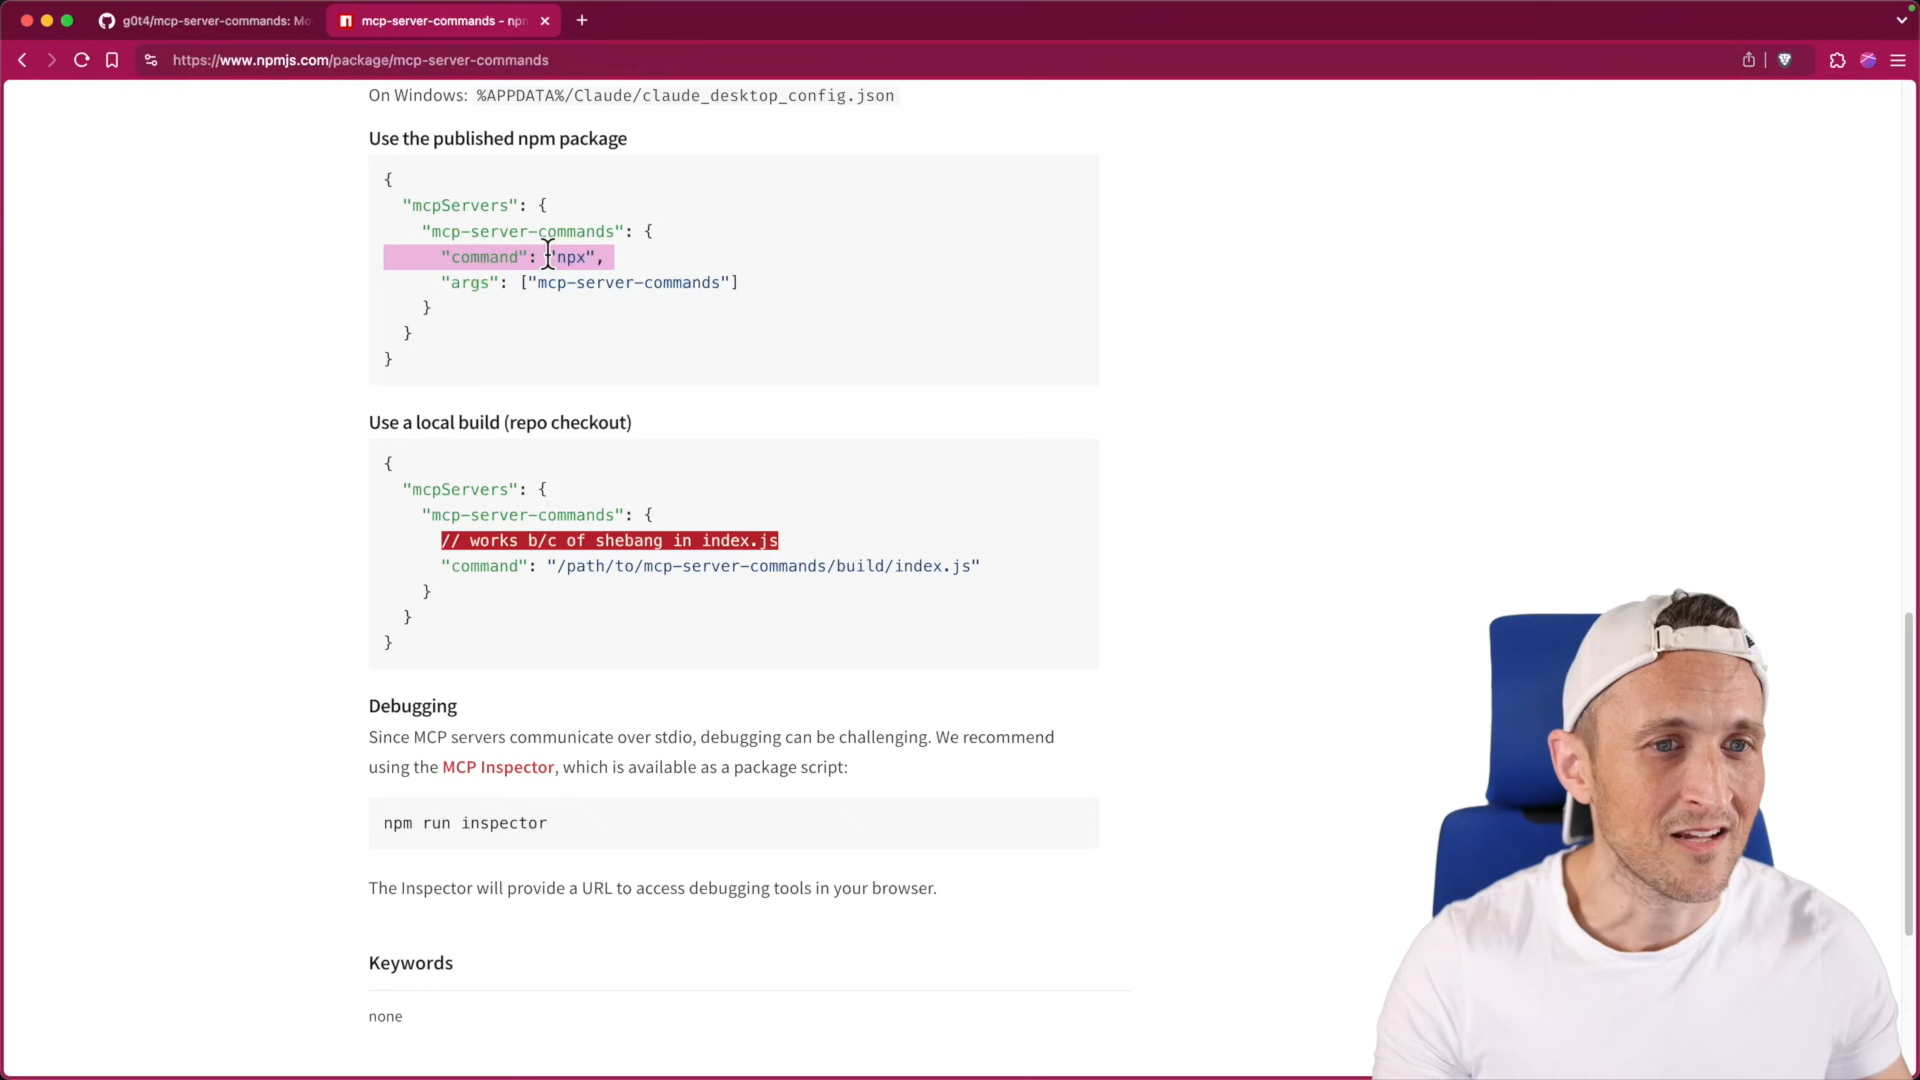 g0t4/mcp-server-commands: Mo
mcp-server-commands - npm
https://www.npmjs.com/package/mcp-server-commands
On Windows: %APPDATA%/Claude/claude_desktop_config.json
Use the published npm package
{
"mcpServers": {
"mcp-server-commands": {
"command": "npx",
"args": ["mcp-server-commands"]
}
}
}
Use a local build (repo checkout)
{
"mcpServers": {
"mcp-server-commands": {
// works b/c of shebang in index.js
"command": "/path/to/mcp-server-commands/build/index.js"
}
}
}
Debugging
Since MCP servers communicate over stdio, debugging can be challenging. We recommend
using the MCP Inspector, which is available as a package script:
npm run inspector
The Inspector will provide a URL to access debugging tools in your browser.
Keywords
none